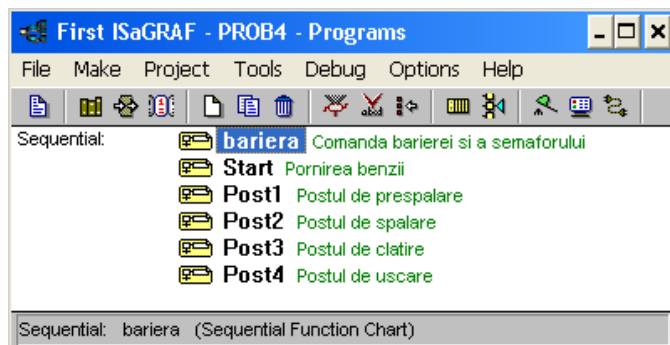 First ISaGRAF - PROB4 - Programs
File Make Project Tools Debug Options Help
Sequential: bariera Comanda barierei si a semaforului
Start Pornirea benzii
Post1 Postul de prespalare
Post2 Postul de spalare
Post3 Postul de clatire
Post4 Postul de uscare
Sequential: bariera (Sequential Function Chart)